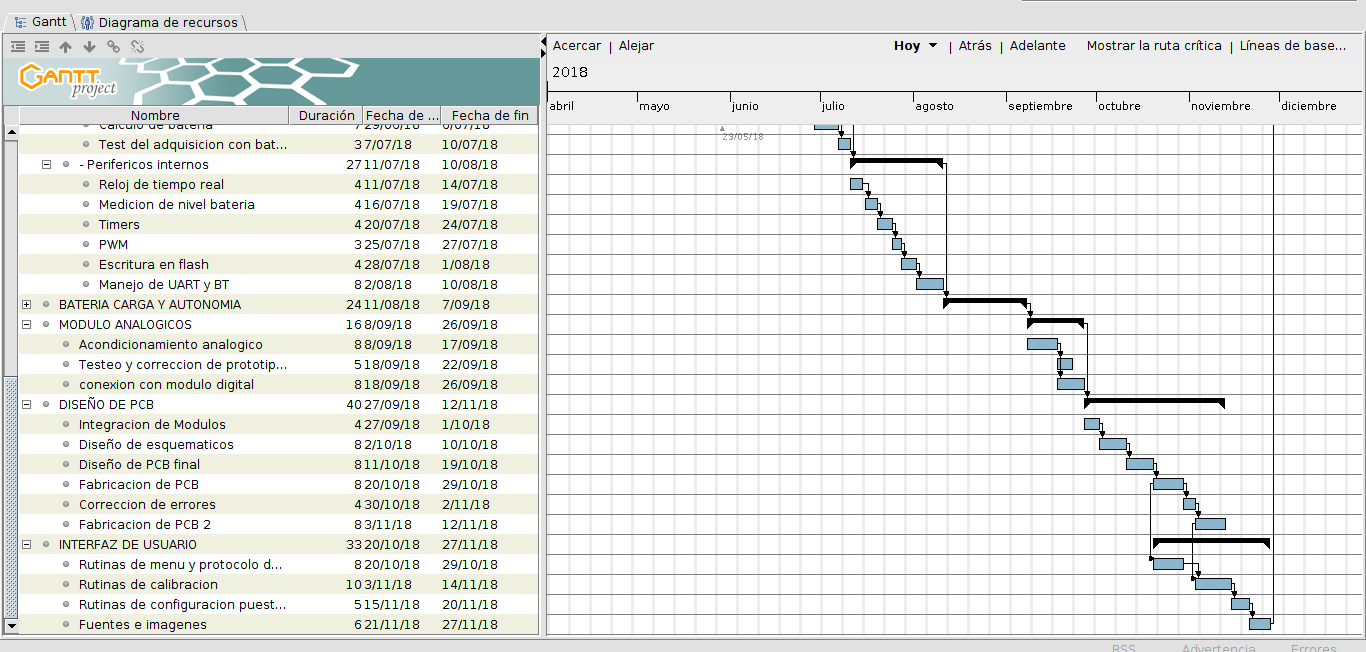 Gantt Diagrama de recursos
Acercar | Alejar Hoy | Atrás | Adelante Mostrar la ruta crítica | Líneas de base...
GANTT project
2018
Nombre Duración Fecha de ... Fecha de fin
abril mayo junio julio agosto septiembre octubre noviembre diciembre
Calculo de bateria 7 29/06/18 6/07/18
29/05/18
Test del adquisicion con bat... 3 7/07/18 10/07/18
- Perifericos internos 27 11/07/18 10/08/18
Reloj de tiempo real 4 11/07/18 14/07/18
Medicion de nivel bateria 4 16/07/18 19/07/18
Timers 4 20/07/18 24/07/18
PWM 3 25/07/18 27/07/18
Escritura en flash 4 28/07/18 1/08/18
Manejo de UART y BT 8 2/08/18 10/08/18
BATERIA CARGA Y AUTONOMIA 24 11/08/18 7/09/18
MODULO ANALOGICOS 16 8/09/18 26/09/18
Acondicionamiento analogico 8 8/09/18 17/09/18
Testeo y correccion de prototip... 5 18/09/18 22/09/18
conexion con modulo digital 8 18/09/18 26/09/18
DISEÑO DE PCB 40 27/09/18 12/11/18
Integracion de Modulos 4 27/09/18 1/10/18
Diseño de esquematicos 8 2/10/18 10/10/18
Diseño de PCB final 8 11/10/18 19/10/18
Fabricacion de PCB 8 20/10/18 29/10/18
Correccion de errores 4 30/10/18 2/11/18
Fabricacion de PCB 2 8 3/11/18 12/11/18
INTERFAZ DE USUARIO 33 20/10/18 27/11/18
Rutinas de menu y protocolo d... 8 20/10/18 29/10/18
Rutinas de calibracion 10 3/11/18 14/11/18
Rutinas de configuracion puest... 5 15/11/18 20/11/18
Fuentes e imagenes 6 21/11/18 27/11/18
RSS Advertencia Errores